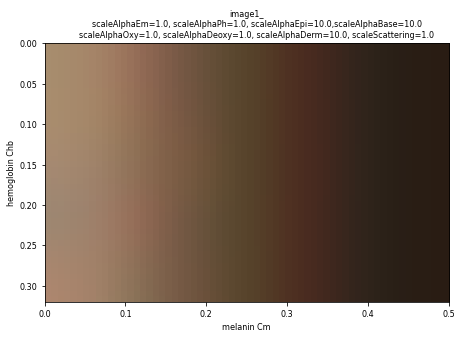 image1_
scaleAlphaEm=1.0, scaleAlphaPh=1.0, scaleAlphaEpi=10.0,scaleAlphaBase=10.0
scaleAlphaOxy=1.0, scaleAlphaDeoxy=1.0, scaleAlphaDerm=10.0, scaleScattering=1.0
0.00
0.05
0.10
0.15
0.20
0.25
0.30
hemoglobin Chb
0.0 0.1 0.2 0.3 0.4 0.5
melanin Cm